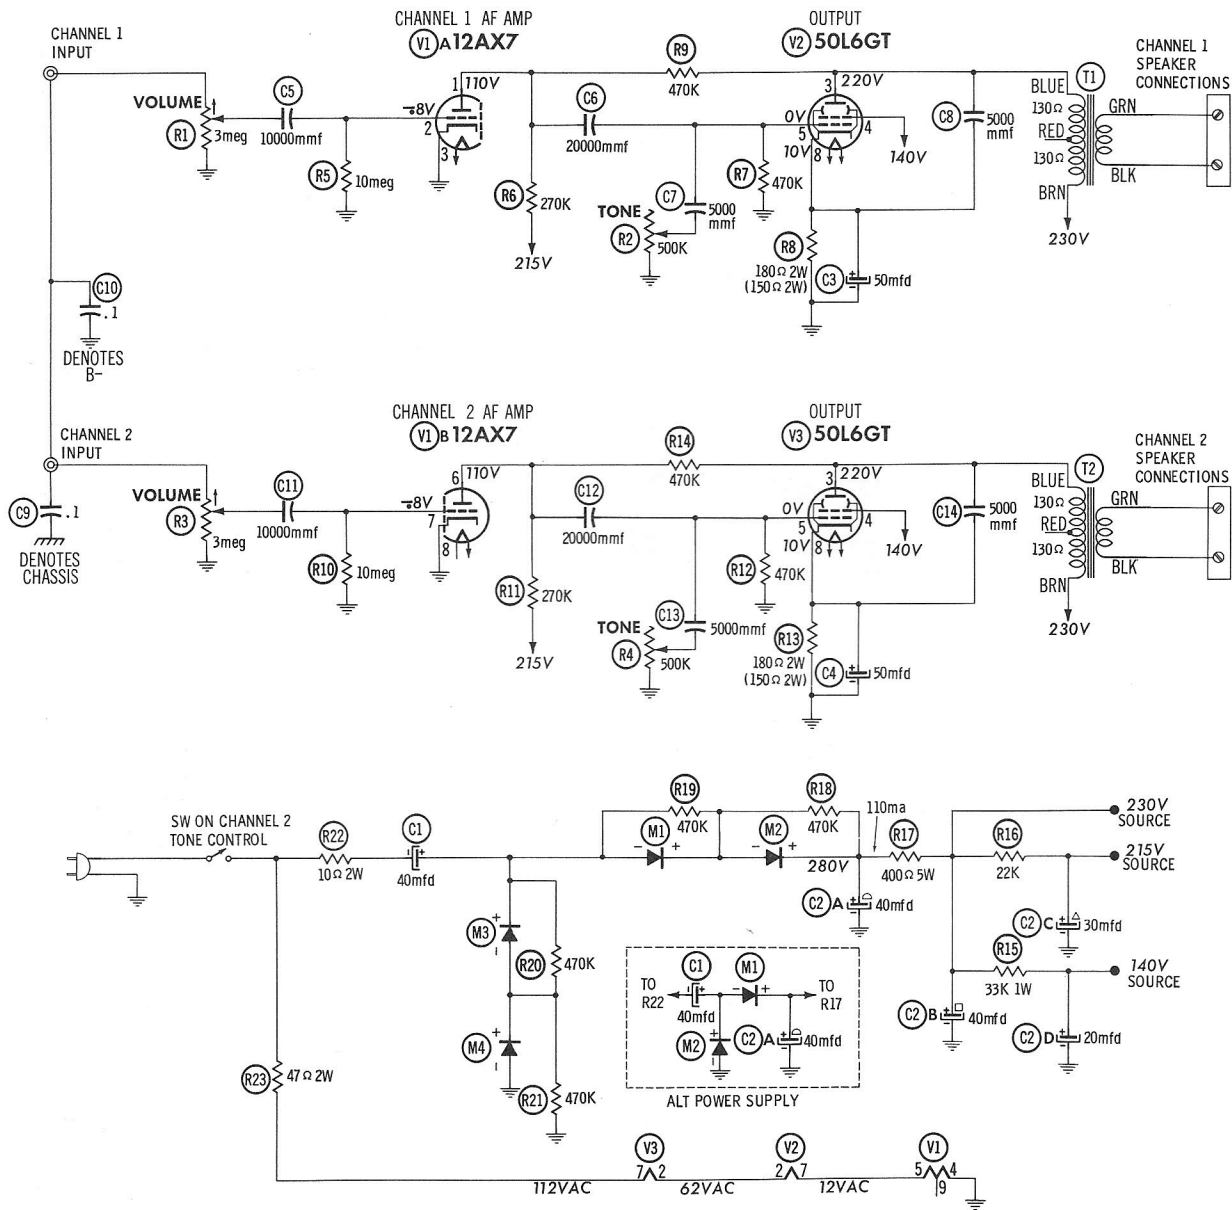 CHANNEL 1
INPUT
CHANNEL 1 AF AMP
V1 A 12AX7
OUTPUT
V2 50L6GT
CHANNEL 1
SPEAKER
CONNECTIONS
R9
470K
1
110V
3
220V
T1
BLUE
130Ω
RED
130Ω
BRN
230V
GRN
BLK
VOLUME
R1
3meg
C5
10000mmf
-.8V
2
3
R5
10meg
C6
20000mmf
0V
5
4
10V
8
140V
C8
5000
mmf
R6
270K
215V
TONE
R2
500K
C7
5000
mmf
R7
470K
R8
180Ω 2W
(150Ω 2W)
C3
50mfd
C10
.1
DENOTES
B-
CHANNEL 2
INPUT
CHANNEL 2 AF AMP
V1 B 12AX7
OUTPUT
V3 50L6GT
CHANNEL 2
SPEAKER
CONNECTIONS
R14
470K
6
110V
3
220V
T2
BLUE
130Ω
RED
130Ω
BRN
230V
GRN
BLK
C9
.1
DENOTES
CHASSIS
VOLUME
R3
3meg
C11
10000mmf
-.8V
7
8
R10
10meg
C12
20000mmf
0V
5
4
10V
8
140V
C14
5000
mmf
R11
270K
215V
TONE
R4
500K
C13
5000mmf
R12
470K
R13
180Ω 2W
(150Ω 2W)
C4
50mfd
SW ON CHANNEL 2
TONE CONTROL
R22
10Ω 2W
C1
40mfd
R19
470K
R18
470K
M1
- +
M2
- +
280V
110ma
R17
400Ω 5W
R16
22K
230V
SOURCE
215V
SOURCE
140V
SOURCE
C2 A
40mfd
C2 C
30mfd
R15
33K 1W
C2 B
40mfd
C2 D
20mfd
M3
+
-
R20
470K
M4
+
-
R21
470K
R23
47Ω 2W
TO
R22
C1
40mfd
M1
- +
TO
R17
M2
+
-
C2 A
40mfd
ALT POWER SUPPLY
V3
7 2
V2
2 7
V1
5 4
9
112VAC
62VAC
12VAC